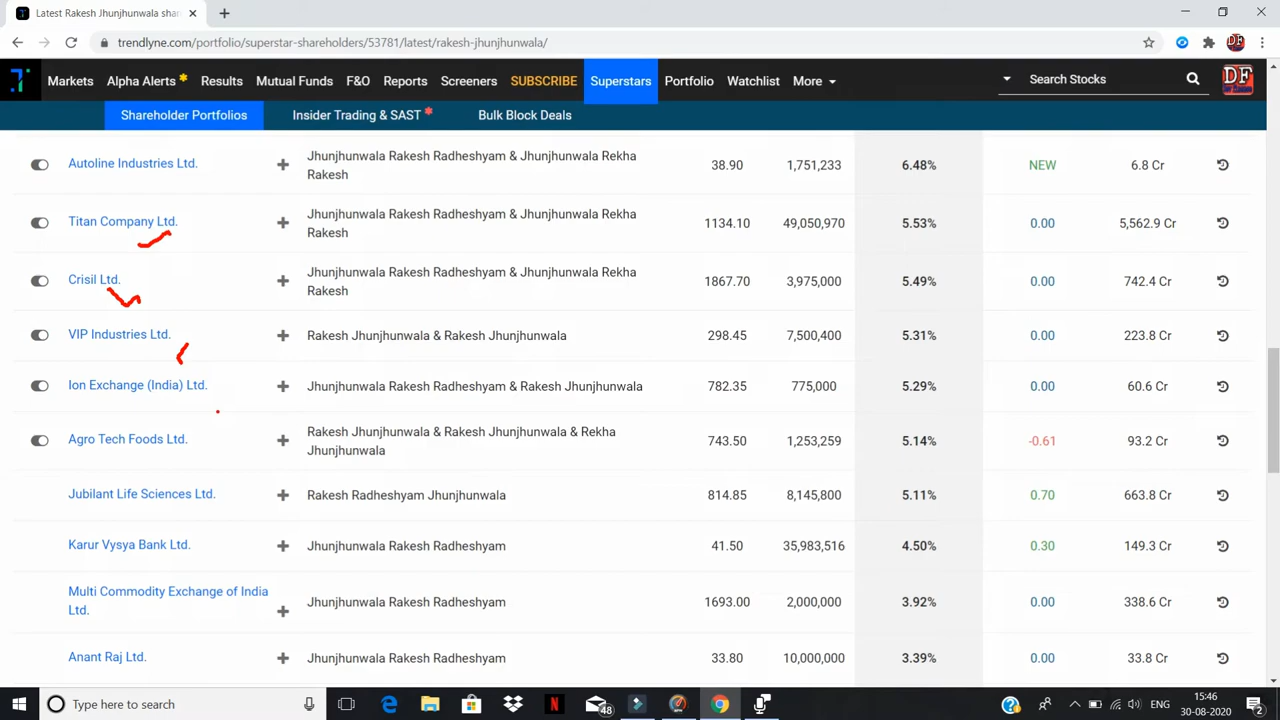 Latest Rakesh Jhunjhunwala sha
trendlyne.com/portfolio/superstar-shareholders/53781/latest/rakesh-jhunjhunwala/
DF
Markets Alpha Alerts * Results Mutual Funds F&O Reports Screeners SUBSCRIBE Superstars Portfolio Watchlist More Search Stocks DF
Shareholder Portfolios Insider Trading & SAST * Bulk Block Deals
Autoline Industries Ltd. Jhunjhunwala Rakesh Radheshyam & Jhunjhunwala Rekha 38.90 1,751,233 6.48% NEW 6.8 Cr
Rakesh
Titan Company Ltd. Jhunjhunwala Rakesh Radheshyam & Jhunjhunwala Rekha 1134.10 49,050,970 5.53% 0.00 5,562.9 Cr
Rakesh
Crisil Ltd. Jhunjhunwala Rakesh Radheshyam & Jhunjhunwala Rekha 1867.70 3,975,000 5.49% 0.00 742.4 Cr
Rakesh
VIP Industries Ltd. Rakesh Jhunjhunwala & Rakesh Jhunjhunwala 298.45 7,500,400 5.31% 0.00 223.8 Cr
Ion Exchange (India) Ltd. Jhunjhunwala Rakesh Radheshyam & Rakesh Jhunjhunwala 782.35 775,000 5.29% 0.00 60.6 Cr
Agro Tech Foods Ltd. Rakesh Jhunjhunwala & Rakesh Jhunjhunwala & Rekha 743.50 1,253,259 5.14% -0.61 93.2 Cr
Jhunjhunwala
Jubilant Life Sciences Ltd. Rakesh Radheshyam Jhunjhunwala 814.85 8,145,800 5.11% 0.70 663.8 Cr
Karur Vysya Bank Ltd. Jhunjhunwala Rakesh Radheshyam 41.50 35,983,516 4.50% 0.30 149.3 Cr
Multi Commodity Exchange of India Jhunjhunwala Rakesh Radheshyam 1693.00 2,000,000 3.92% 0.00 338.6 Cr
Ltd.
Anant Raj Ltd. Jhunjhunwala Rakesh Radheshyam 33.80 10,000,000 3.39% 0.00 33.8 Cr
Type here to search 48 ENG 15:46
30-08-2020 2